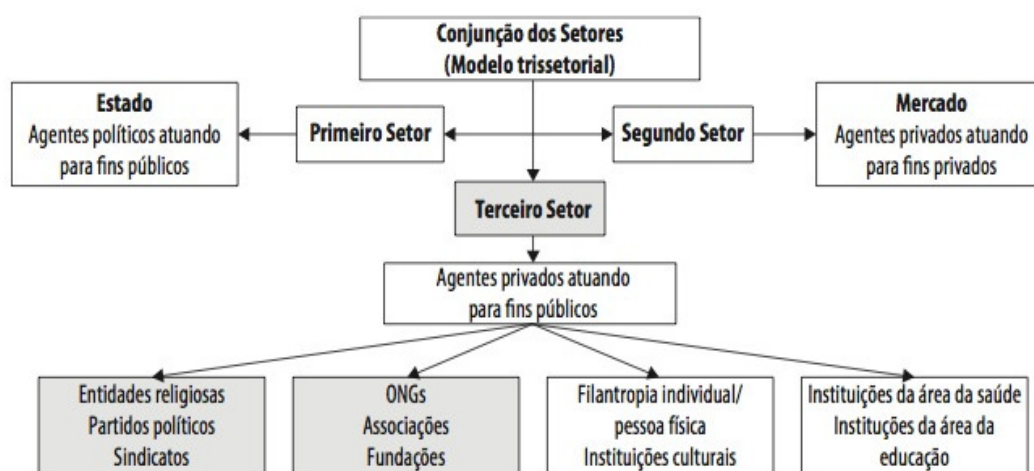 Conjunção dos Setores
(Modelo trissetorial)
Estado
Agentes políticos atuando
para fins públicos
Primeiro Setor
Segundo Setor
Mercado
Agentes privados atuando
para fins privados
Terceiro Setor
Agentes privados atuando
para fins públicos
Entidades religiosas
Partidos políticos
Sindicatos
ONGs
Associações
Fundações
Filantropia individual/
pessoa física
Instituições culturais
Instituições da área da saúde
Instituções da área da
educação